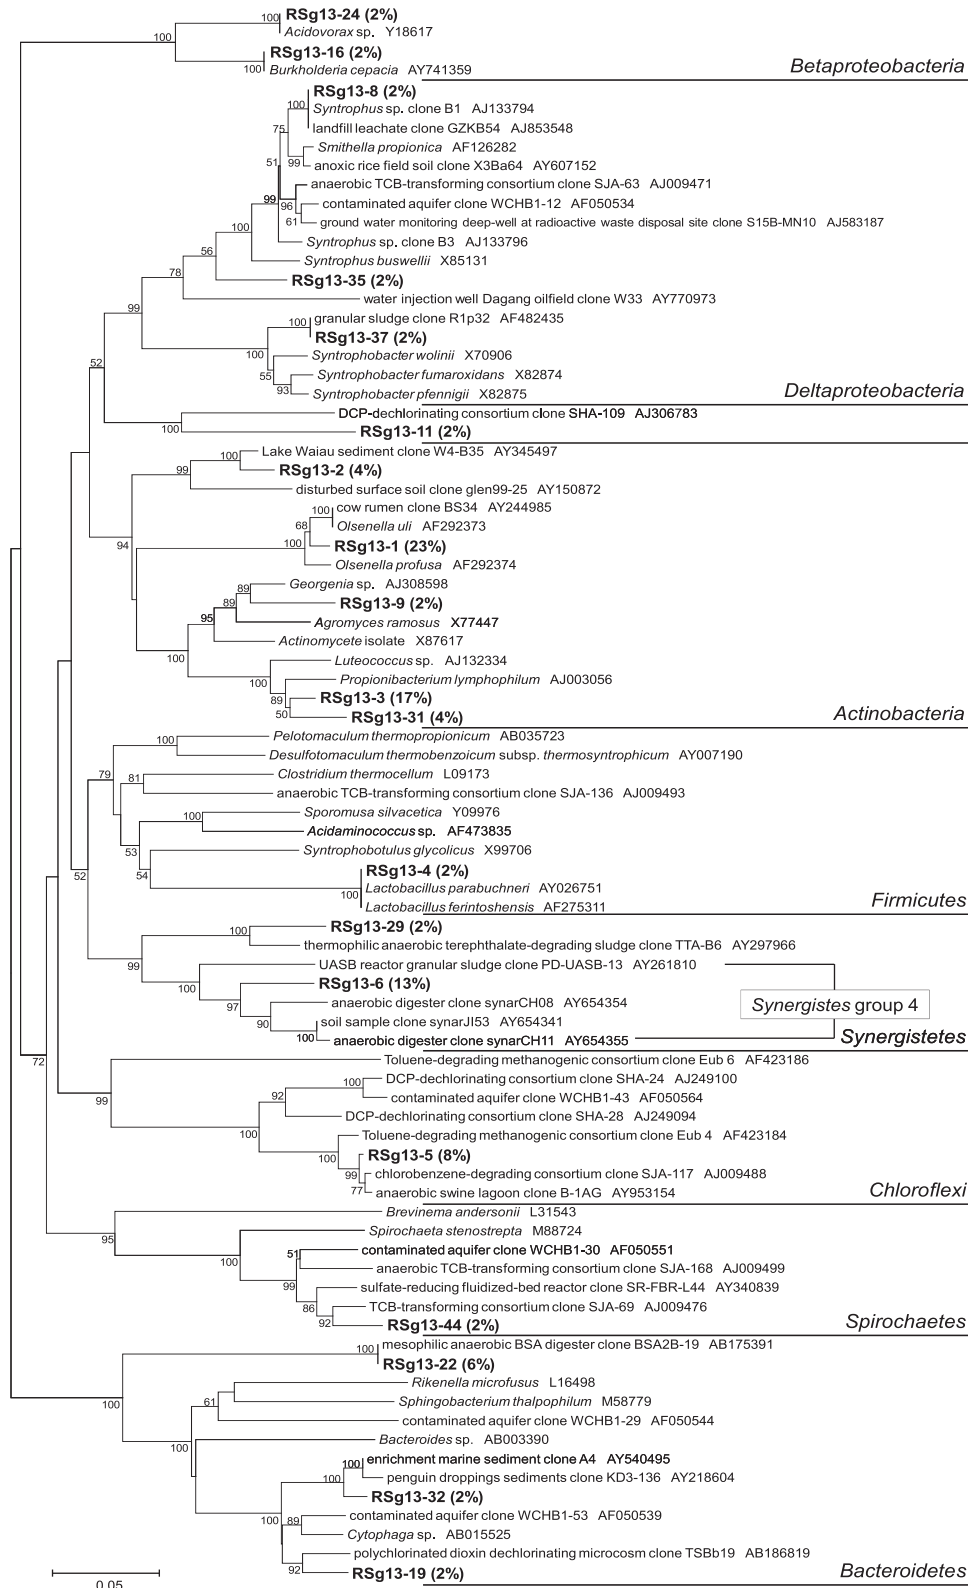 100 RSg13-24 (2%)
Acidovorax sp. Y18617
100
RSg13-16 (2%)
100 Burkholderia cepacia AY741359
Betaproteobacteria
RSg13-8 (2%)
100 Syntrophus sp. clone B1 AJ133794
landfill leachate clone GZKB54 AJ853548
75
Smithella propionica AF126282
99 anoxic rice field soil clone X3Ba64 AY607152
51
anaerobic TCB-transforming consortium clone SJA-63 AJ009471
99
96 contaminated aquifer clone WCHB1-12 AF050534
61 ground water monitoring deep-well at radioactive waste disposal site clone S15B-MN10 AJ583187
100
Syntrophus sp. clone B3 AJ133796
56
Syntrophus buswellii X85131
78
RSg13-35 (2%)
water injection well Dagang oilfield clone W33 AY770973
99
100 granular sludge clone R1p32 AF482435
RSg13-37 (2%)
100
Syntrophobacter wolinii X70906
52
55 Syntrophobacter fumaroxidans X82874
93 Syntrophobacter pfennigii X82875
Deltaproteobacteria
DCP-dechlorinating consortium clone SHA-109 AJ306783
100 RSg13-11 (2%)
Lake Waiau sediment clone W4-B35 AY345497
100
99 RSg13-2 (4%)
disturbed surface soil clone glen99-25 AY150872
100 cow rumen clone BS34 AY244985
68 Olsenella uli AF292373
94
100 RSg13-1 (23%)
Olsenella profusa AF292374
Georgenia sp. AJ308598
89
89 RSg13-9 (2%)
95 Agromyces ramosus X77447
Actinomycete isolate X87617
100
Luteococcus sp. AJ132334
100 Propionibacterium lymphophilum AJ003056
89 RSg13-3 (17%)
50 RSg13-31 (4%)
Actinobacteria
Pelotomaculum thermopropionicum AB035723
100
Desulfotomaculum thermobenzoicum subsp. thermosyntrophicum AY007190
79
81 Clostridium thermocellum L09173
anaerobic TCB-transforming consortium clone SJA-136 AJ009493
Sporomusa silvacetica Y09976
100
Acidaminococcus sp. AF473835
53
Syntrophobotulus glycolicus X99706
52 54
RSg13-4 (2%)
100 Lactobacillus parabuchneri AY026751
Lactobacillus ferintoshensis AF275311
Firmicutes
RSg13-29 (2%)
100
thermophilic anaerobic terephthalate-degrading sludge clone TTA-B6 AY297966
99
UASB reactor granular sludge clone PD-UASB-13 AY261810
100
RSg13-6 (13%)
97
anaerobic digester clone synarCH08 AY654354
Synergistes group 4
90 soil sample clone synarJI53 AY654341
100 anaerobic digester clone synarCH11 AY654355
Synergistetes
72
Toluene-degrading methanogenic consortium clone Eub 6 AF423186
DCP-dechlorinating consortium clone SHA-24 AJ249100
100
99 92 contaminated aquifer clone WCHB1-43 AF050564
DCP-dechlorinating consortium clone SHA-28 AJ249094
100
Toluene-degrading methanogenic consortium clone Eub 4 AF423184
100 RSg13-5 (8%)
99 chlorobenzene-degrading consortium clone SJA-117 AJ009488
77 anaerobic swine lagoon clone B-1AG AY953154
Chloroflexi
Brevinema andersonii L31543
95
Spirochaeta stenostrepta M88724
100
51 contaminated aquifer clone WCHB1-30 AF050551
anaerobic TCB-transforming consortium clone SJA-168 AJ009499
99
sulfate-reducing fluidized-bed reactor clone SR-FBR-L44 AY340839
86 TCB-transforming consortium clone SJA-69 AJ009476
92 RSg13-44 (2%)
Spirochaetes
100 mesophilic anaerobic BSA digester clone BSA2B-19 AB175391
RSg13-22 (6%)
100
Rikenella microfusus L16498
61 Sphingobacterium thalpophilum M58779
contaminated aquifer clone WCHB1-29 AF050544
100
Bacteroides sp. AB003390
100 enrichment marine sediment clone A4 AY540495
100 penguin droppings sediments clone KD3-136 AY218604
RSg13-32 (2%)
100
89 contaminated aquifer clone WCHB1-53 AF050539
Cytophaga sp. AB015525
polychlorinated dioxin dechlorinating microcosm clone TSBb19 AB186819
92 RSg13-19 (2%)
Bacteroidetes
0.05